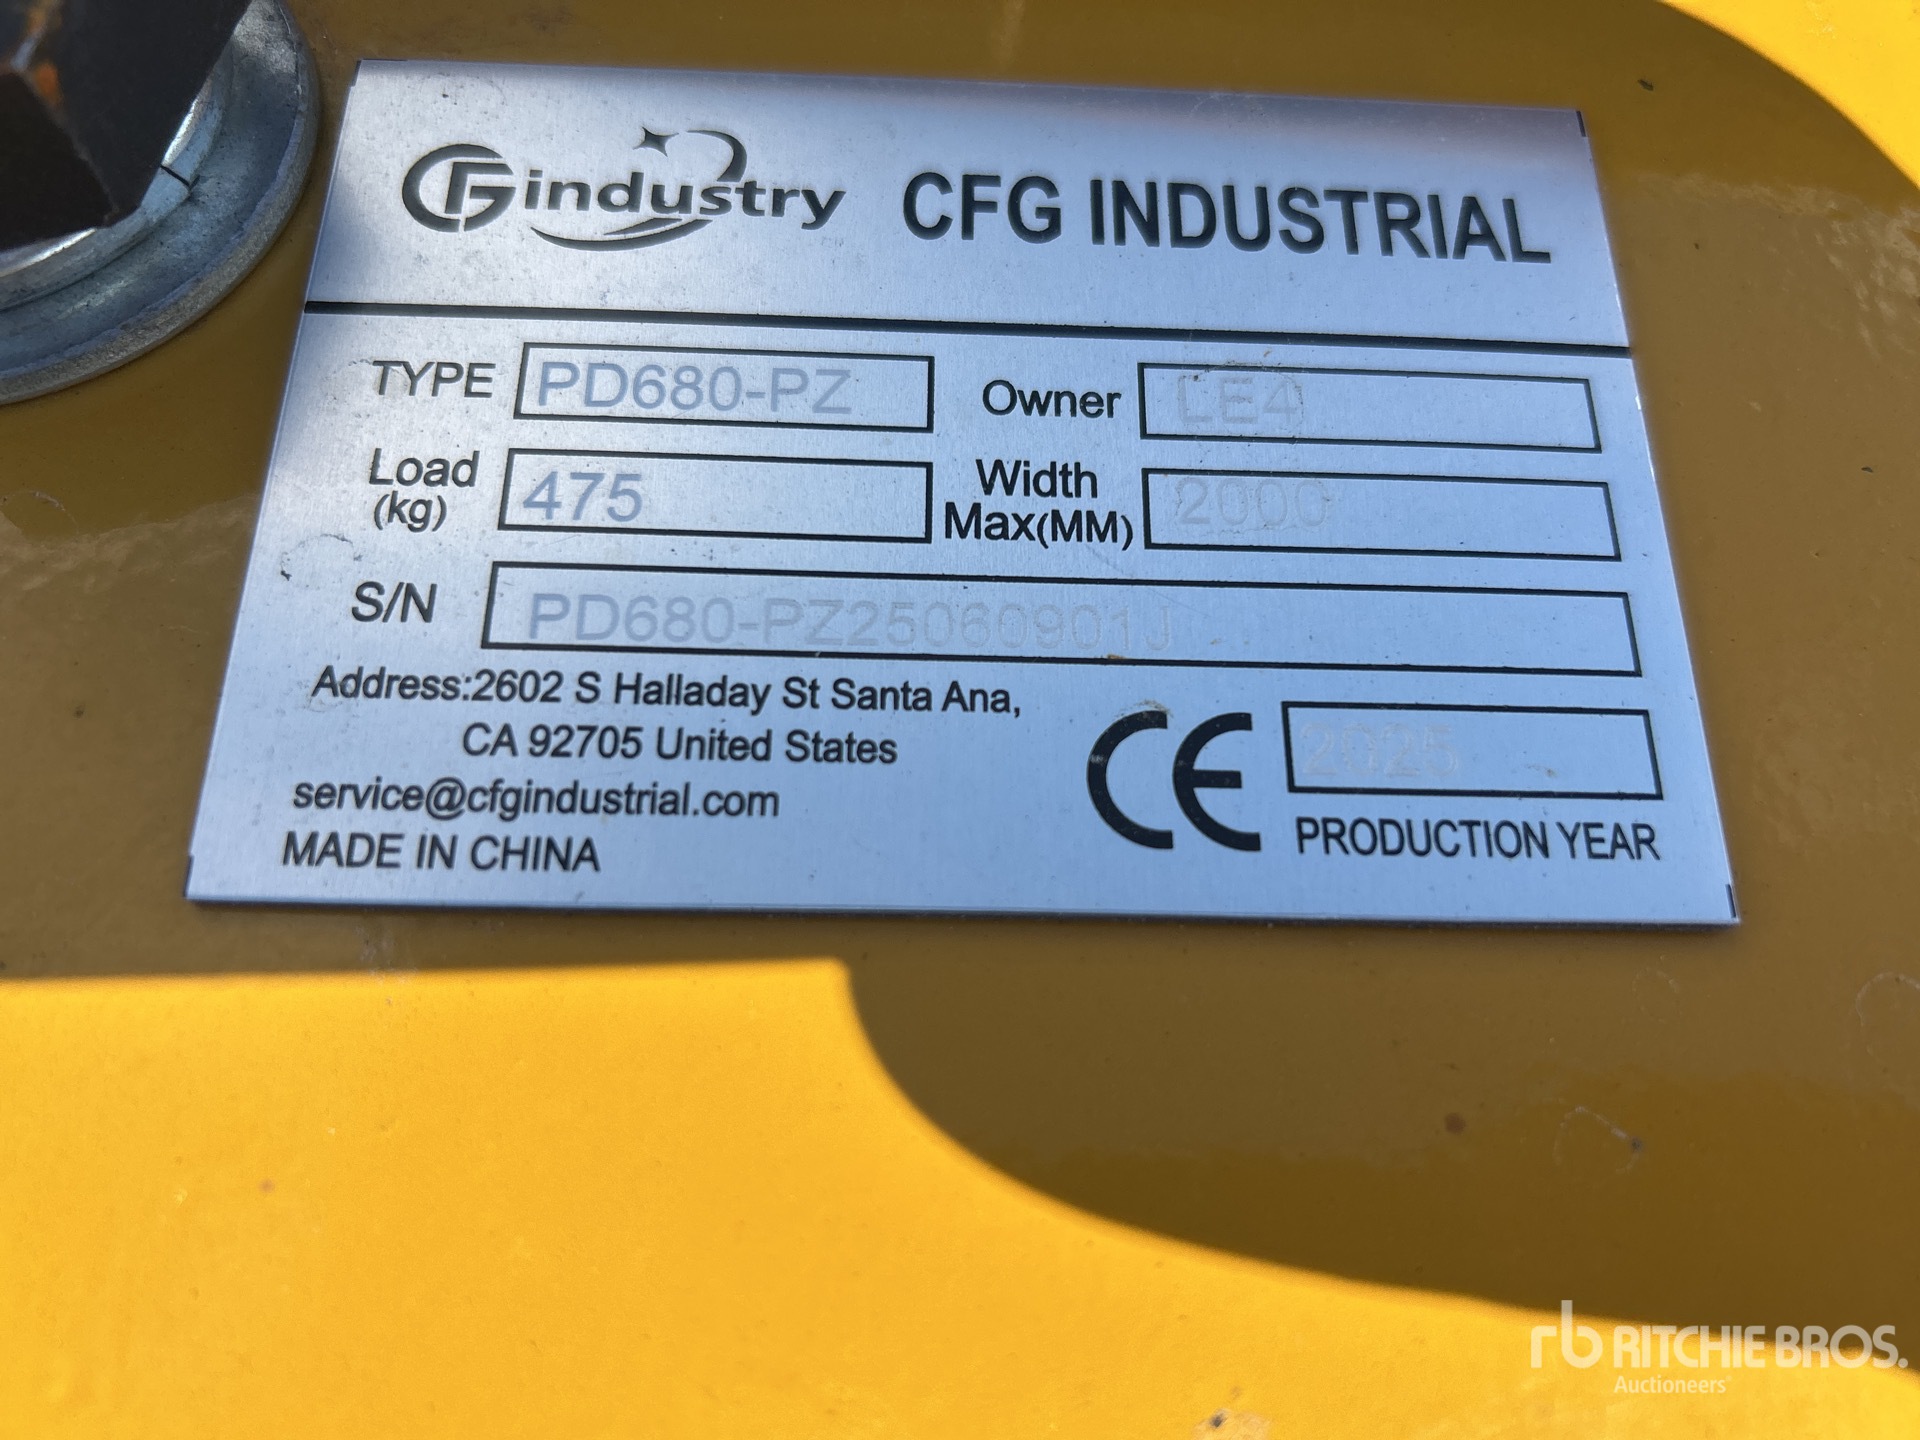 CFGindustry CFG INDUSTRIAL
TYPE PD680-PZ Owner LE4
Load (kg) 475 Width Max(MM) 2000
S/N PD680-PZ25060901J
Address:2602 S Halladay St Santa Ana,
CA 92705 United States
service@cfgindustrial.com
MADE IN CHINA
CE 2025
PRODUCTION YEAR
rb RITCHIE BROS.
Auctioneers